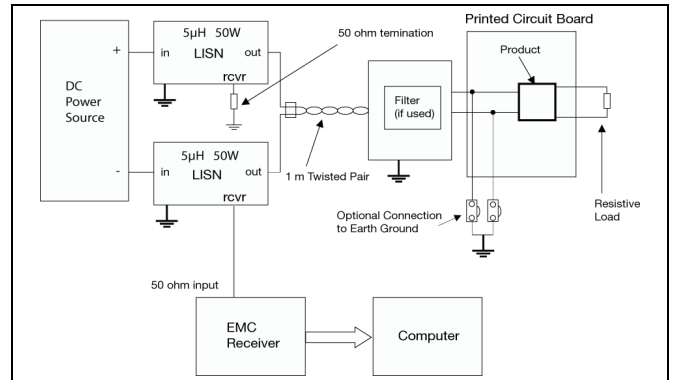 Printed Circuit Board
5µH 50W
LISN
in
out
rcvr
50 ohm temination
Product
+
DC
Power
Source
Filter
(if used)
5µH 50W
LISN
-
in
out
rcvr
1 m Twisted Pair
Optional Connection
to Earth Ground
Resistive
Load
50 ohm input
EMC
Receiver
Computer